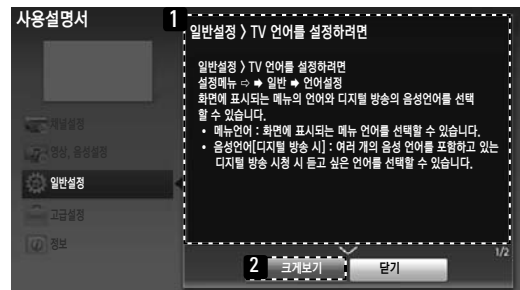 사용설명서
1
일반설정 〉 TV 언어를 설정하려면
일반설정 〉 TV 언어를 설정하려면
설정메뉴 ⇨ ➡ 일반 ➡ 언어설정
화면에 표시되는 메뉴의 언어와 디지털 방송의 음성언어를 선택
할 수 있습니다.
• 메뉴언어 : 화면에 표시되는 메뉴 언어를 선택할 수 있습니다.
• 음성언어[디지털 방송 시] : 여러 개의 음성 언어를 포함하고 있는
디지털 방송 시청 시 듣고 싶은 언어를 선택할 수 있습니다.
채널설정
영상, 음성설정
일반설정
고급설정
정보
1/2
2
크게보기
닫기